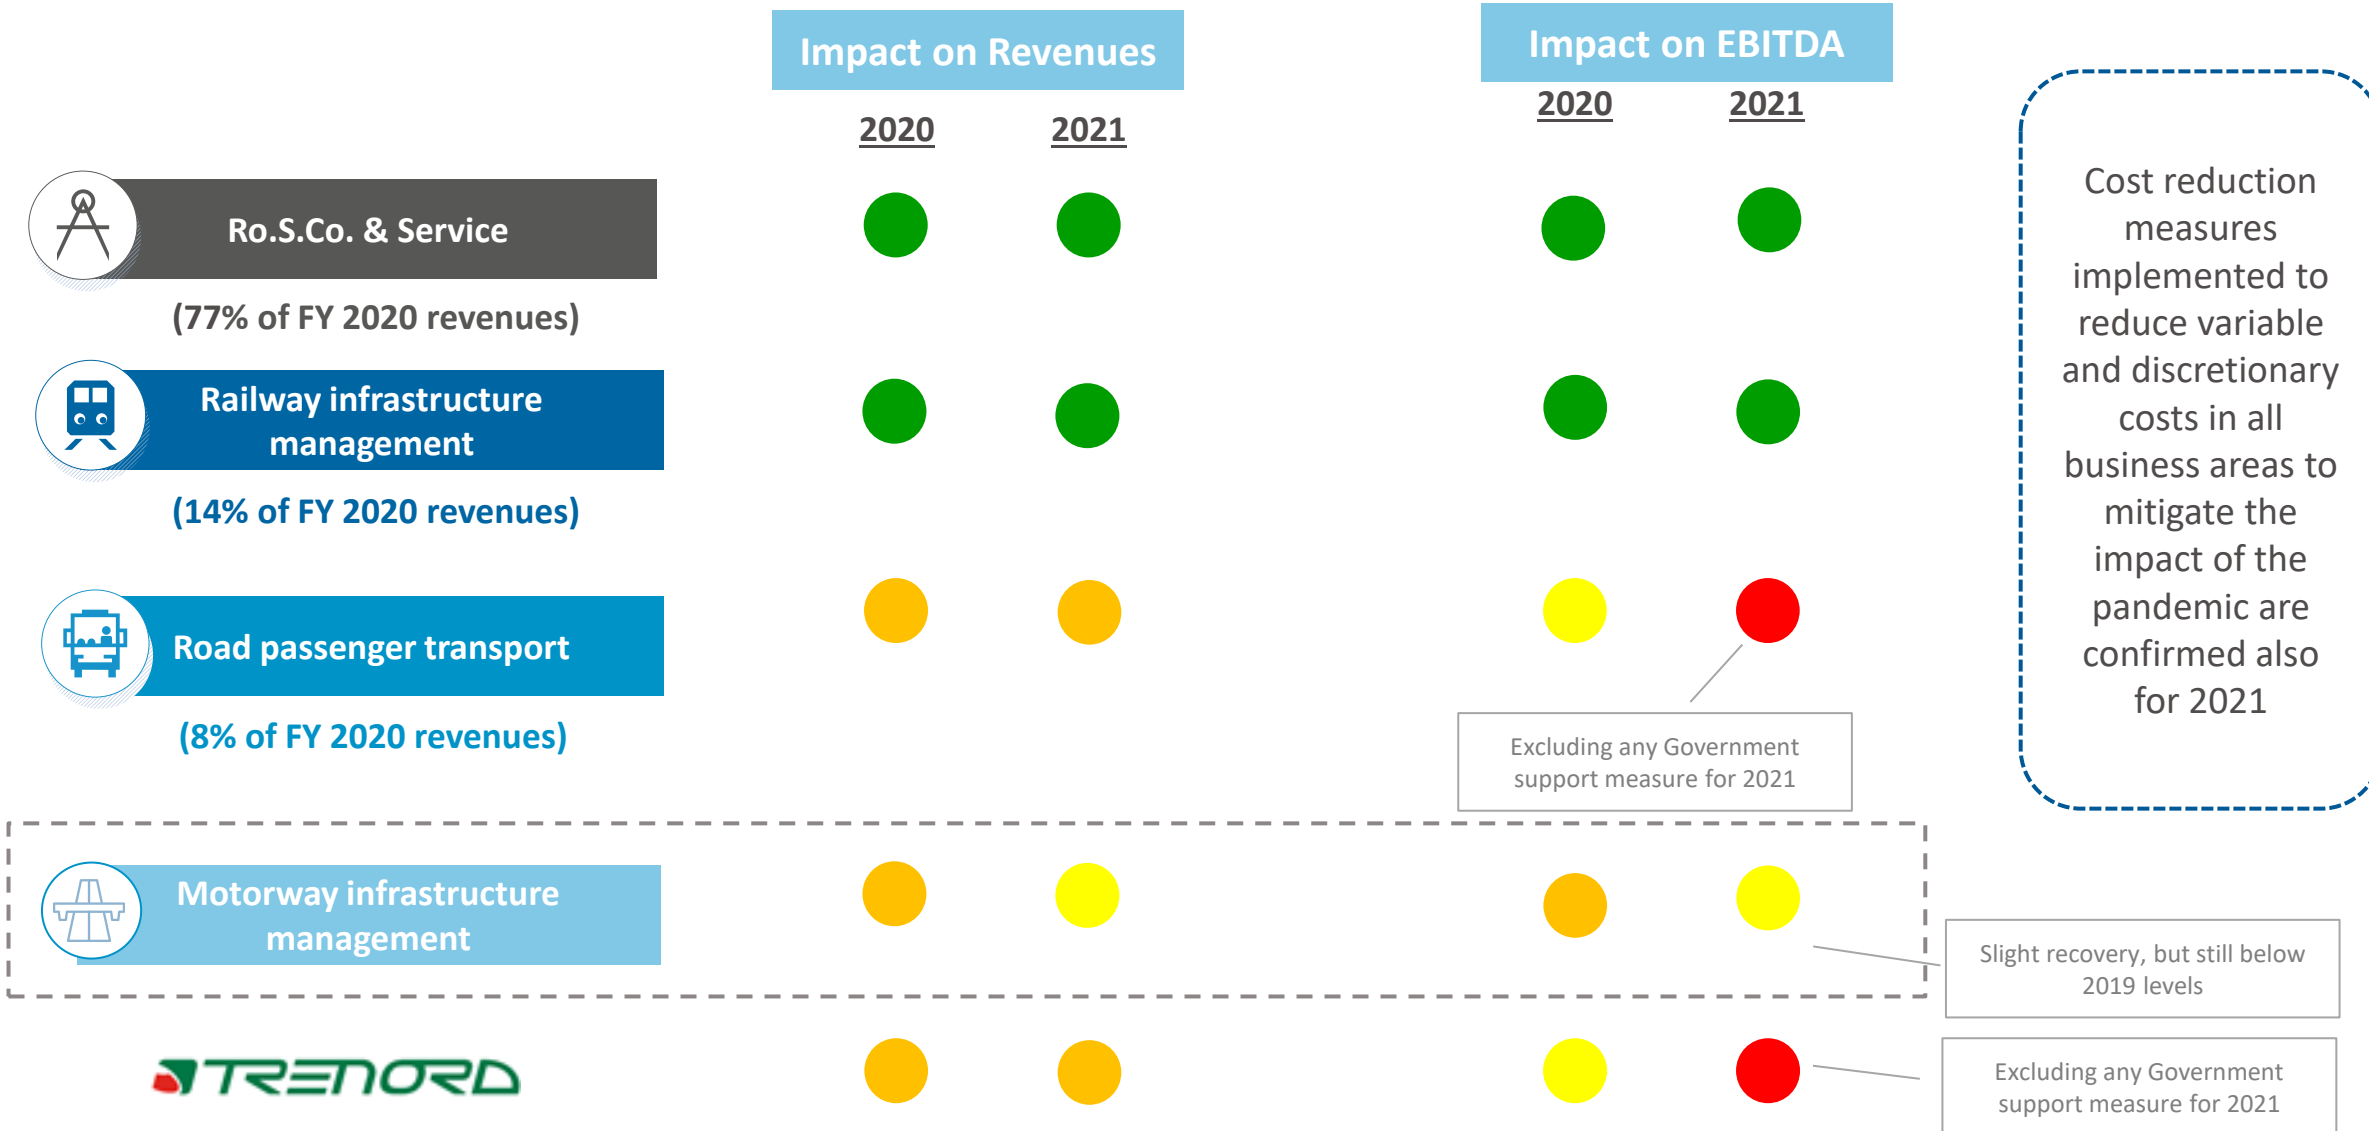 Impact on Revenues
Impact on EBITDA
2020
2021
2020
2021
Ro.S.Co. & Service
(77% of FY 2020 revenues)
Railway infrastructure
management
(14% of FY 2020 revenues)
Road passenger transport
(8% of FY 2020 revenues)
Excluding any Government
support measure for 2021
Cost reduction
measures
implemented to
reduce variable
and discretionary
costs in all
business areas to
mitigate the
impact of the
pandemic are
confirmed also
for 2021
Motorway infrastructure
management
Slight recovery, but still below
2019 levels
TRENORD
Excluding any Government
support measure for 2021